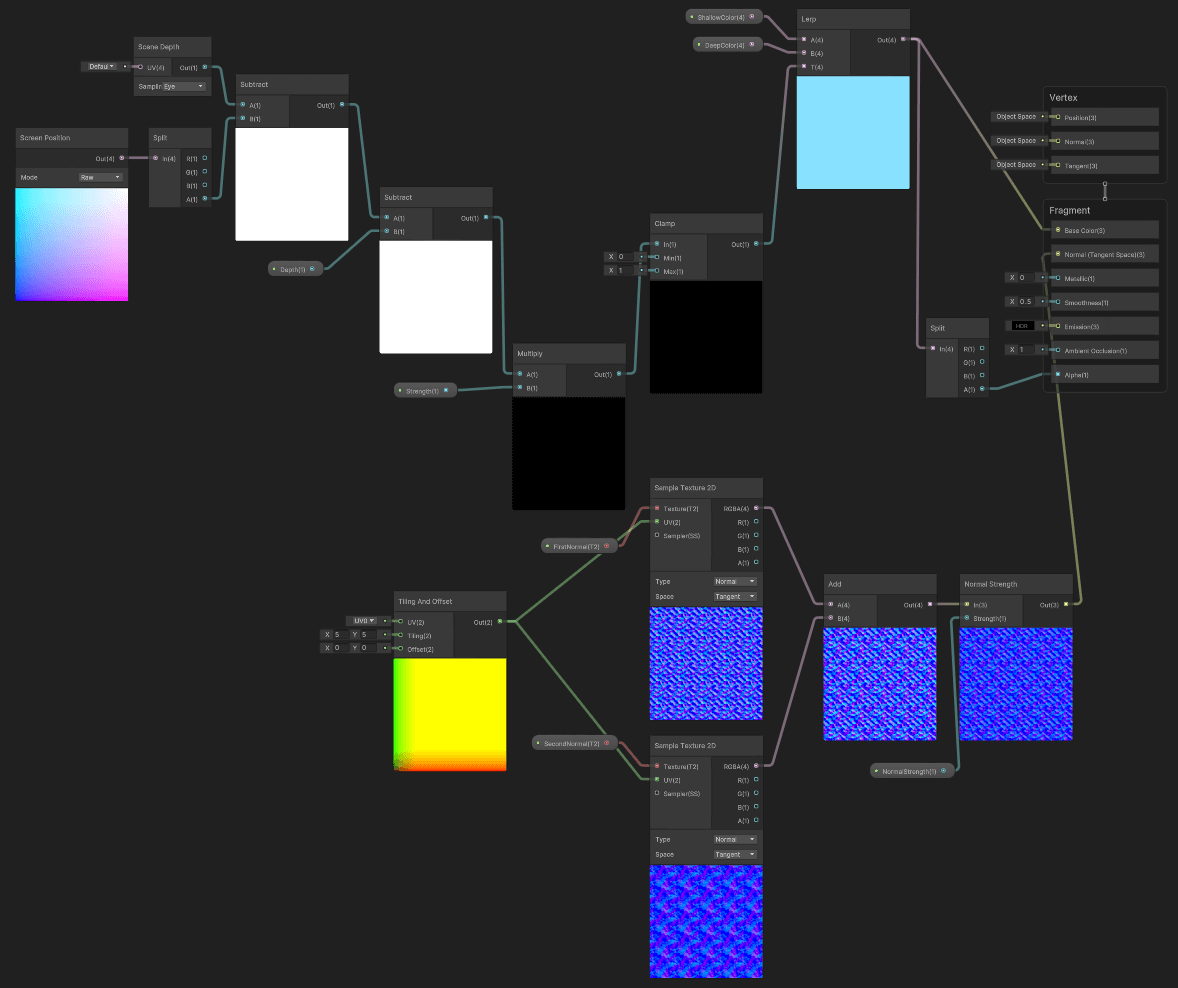 Scene Depth
Defaul
UV(4)
Out(1)
Samplin
Eye
Screen Position
Out(4)
Mode
Raw
Split
In(4)
R(1)
G(1)
B(1)
A(1)
Subtract
A(1)
Out(1)
B(1)
Depth(1)
Subtract
A(1)
Out(1)
B(1)
Strength(1)
Multiply
A(1)
Out(1)
B(1)
Clamp
In(1)
Out(1)
X 0
Min(1)
X 1
Max(1)
ShallowColor(4)
DeepColor(4)
Lerp
A(4)
Out(4)
B(4)
T(4)
Vertex
Object Space
Position(3)
Object Space
Normal(3)
Object Space
Tangent(3)
Fragment
Base Color(3)
Normal (Tangent Space)(3)
X 0
Metallic(1)
X 0.5
Smoothness(1)
HDR
Emission(3)
X 1
Ambient Occlusion(1)
Alpha(1)
Split
In(4)
R(1)
G(1)
B(1)
A(1)
Tiling And Offset
UV0
UV(2)
Out(2)
X 5 Y 5
Tiling(2)
X 0 Y 0
Offset(2)
FirstNormal(T2)
Sample Texture 2D
Texture(T2)
RGBA(4)
UV(2)
R(1)
Sampler(SS)
G(1)
B(1)
A(1)
Type
Normal
Space
Tangent
SecondNormal(T2)
Sample Texture 2D
Texture(T2)
RGBA(4)
UV(2)
R(1)
Sampler(SS)
G(1)
B(1)
A(1)
Type
Normal
Space
Tangent
Add
A(4)
Out(4)
B(4)
Normal Strength
In(3)
Out(3)
Strength(1)
NormalStrength(1)